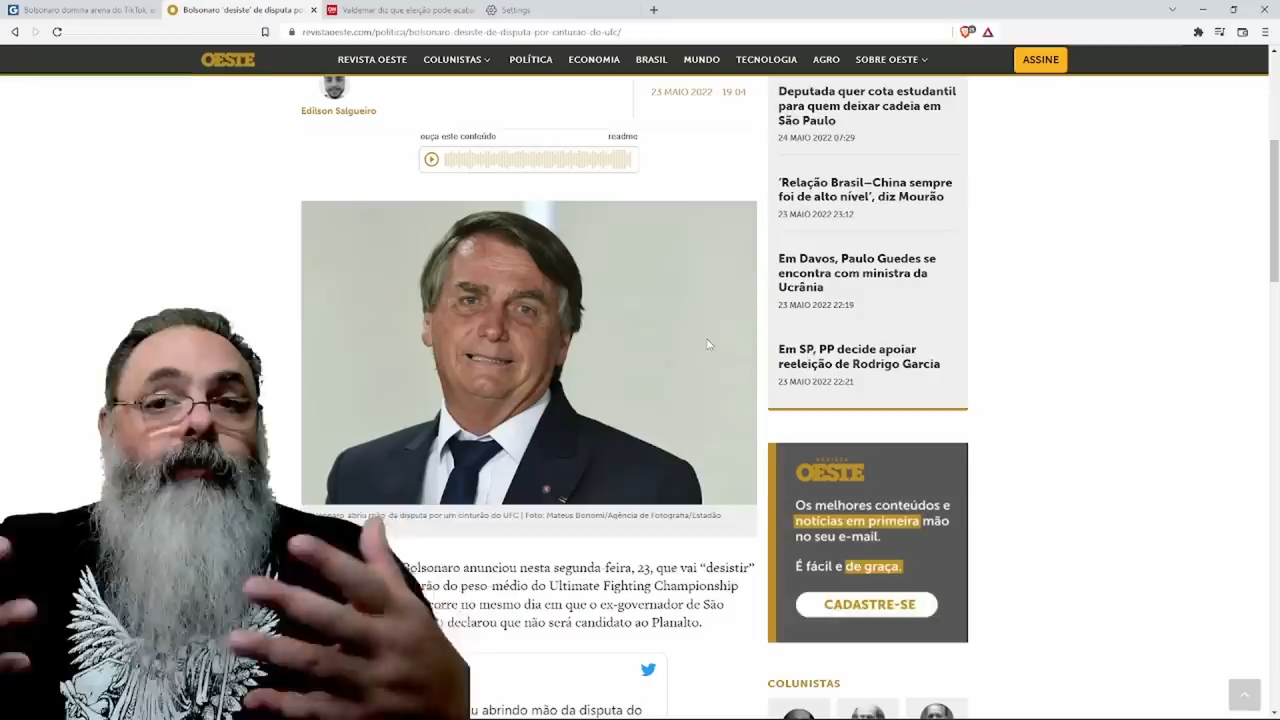 Bolsonaro domina arena do TikTok, e
Bolsonaro 'desiste' de disputa po
Valdemar diz que eleição pode acaba
Settings
revistaoeste.com/politica/bolsonaro-desiste-de-disputa-por-cinturao-do-ufc/
OESTE
REVISTA OESTE
COLUNISTAS
POLÍTICA
ECONOMIA
BRASIL
MUNDO
TECNOLOGIA
AGRO
SOBRE OESTE
ASSINE
Edilson Salgueiro
23 MAIO 2022 - 19:04
ouça este conteúdo
readme
abriu mão da disputa por um cinturão do UFC | Foto: Mateus Bonomi/Agência de Fotografia/Estadão
Bolsonaro anunciou nesta segunda-feira, 23, que vai "desistir"
do peso-médio do Ultimate Fighting Championship
no mesmo dia em que o ex-governador de São
declarou que não será candidato ao Planalto.
abrindo mão da disputa do
Deputada quer cota estudantil
para quem deixar cadeia em
São Paulo
24 MAIO 2022 07:29
'Relação Brasil–China sempre
foi de alto nível', diz Mourão
23 MAIO 2022 23:12
Em Davos, Paulo Guedes se
encontra com ministra da
Ucrânia
23 MAIO 2022 22:19
Em SP, PP decide apoiar
reeleição de Rodrigo Garcia
23 MAIO 2022 22:21
REVISTA
OESTE
Os melhores conteúdos e
notícias em primeira mão
no seu e-mail.
É fácil e de graça.
CADASTRE-SE
COLUNISTAS